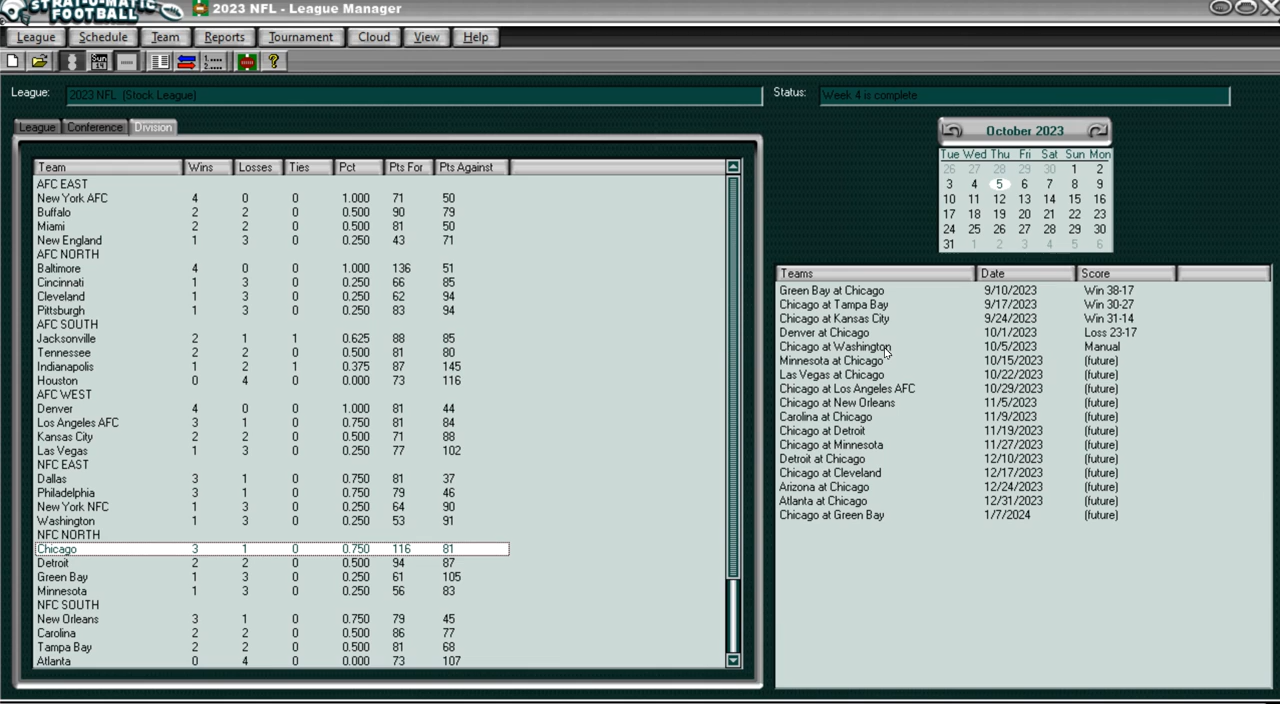 STRAT-O-MATIC
FOOTBALL
2023 NFL - League Manager
League Schedule Team Reports Tournament Cloud View Help
League: 2023 NFL (Stock League)
Status: Week 4 is complete
League Conference Division
Team Wins Losses Ties Pct Pts For Pts Against
AFC EAST
New York AFC 4 0 0 1.000 71 50
Buffalo 2 2 0 0.500 90 79
Miami 2 2 0 0.500 81 50
New England 1 3 0 0.250 43 71
AFC NORTH
Baltimore 4 0 0 1.000 136 51
Cincinnati 1 3 0 0.250 66 85
Cleveland 1 3 0 0.250 62 94
Pittsburgh 1 3 0 0.250 83 94
AFC SOUTH
Jacksonville 2 1 1 0.625 88 85
Tennessee 2 2 0 0.500 81 80
Indianapolis 1 2 1 0.375 87 145
Houston 0 4 0 0.000 73 116
AFC WEST
Denver 4 0 0 1.000 81 44
Los Angeles AFC 3 1 0 0.750 81 84
Kansas City 2 2 0 0.500 71 88
Las Vegas 1 3 0 0.250 77 102
NFC EAST
Dallas 3 1 0 0.750 81 37
Philadelphia 3 1 0 0.750 79 46
New York NFC 1 3 0 0.250 64 90
Washington 1 3 0 0.250 53 91
NFC NORTH
Chicago 3 1 0 0.750 116 81
Detroit 2 2 0 0.500 94 87
Green Bay 1 3 0 0.250 61 105
Minnesota 1 3 0 0.250 56 83
NFC SOUTH
New Orleans 3 1 0 0.750 79 45
Carolina 2 2 0 0.500 86 77
Tampa Bay 2 2 0 0.500 81 68
Atlanta 0 4 0 0.000 73 107
October 2023
Tue Wed Thu Fri Sat Sun Mon
26 27 28 29 30 1 2
3 4 5 6 7 8 9
10 11 12 13 14 15 16
17 18 19 20 21 22 23
24 25 26 27 28 29 30
31 1 2 3 4 5 6
Teams Date Score
Green Bay at Chicago 9/10/2023 Win 38-17
Chicago at Tampa Bay 9/17/2023 Win 30-27
Chicago at Kansas City 9/24/2023 Win 31-14
Denver at Chicago 10/1/2023 Loss 23-17
Chicago at Washington 10/5/2023 Manual
Minnesota at Chicago 10/15/2023 (future)
Las Vegas at Chicago 10/22/2023 (future)
Chicago at Los Angeles AFC 10/29/2023 (future)
Chicago at New Orleans 11/5/2023 (future)
Carolina at Chicago 11/9/2023 (future)
Chicago at Detroit 11/19/2023 (future)
Chicago at Minnesota 11/27/2023 (future)
Detroit at Chicago 12/10/2023 (future)
Chicago at Cleveland 12/17/2023 (future)
Arizona at Chicago 12/24/2023 (future)
Atlanta at Chicago 12/31/2023 (future)
Chicago at Green Bay 1/7/2024 (future)